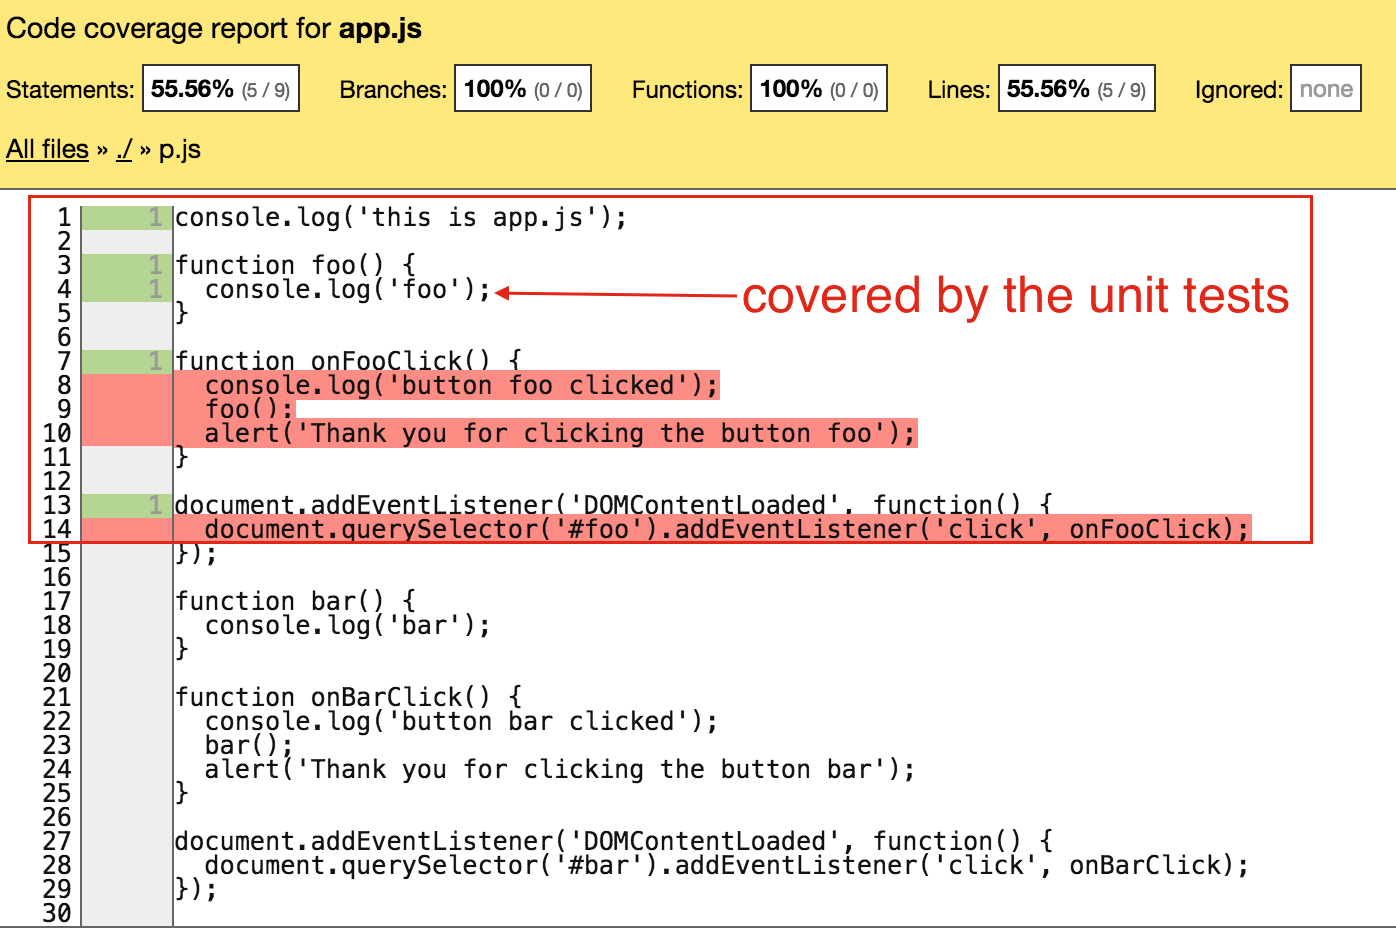 Code coverage report for app.js
Statements: 55.56% (5 / 9) Branches: 100% (0 / 0) Functions: 100% (0 / 0) Lines: 55.56% (5 / 9) Ignored: none
All files » ./ » p.js
1 1 console.log('this is app.js');
2
3 1 function foo() {
4 1 console.log('foo'); covered by the unit tests
5 }
6
7 1 function onFooClick() {
8 console.log('button foo clicked');
9 foo();
10 alert('Thank you for clicking the button foo');
11 }
12
13 1 document.addEventListener('DOMContentLoaded', function() {
14 document.querySelector('#foo').addEventListener('click', onFooClick);
15 });
16
17 function bar() {
18 console.log('bar');
19 }
20
21 function onBarClick() {
22 console.log('button bar clicked');
23 bar();
24 alert('Thank you for clicking the button bar');
25 }
26
27 document.addEventListener('DOMContentLoaded', function() {
28 document.querySelector('#bar').addEventListener('click', onBarClick);
29 });
30